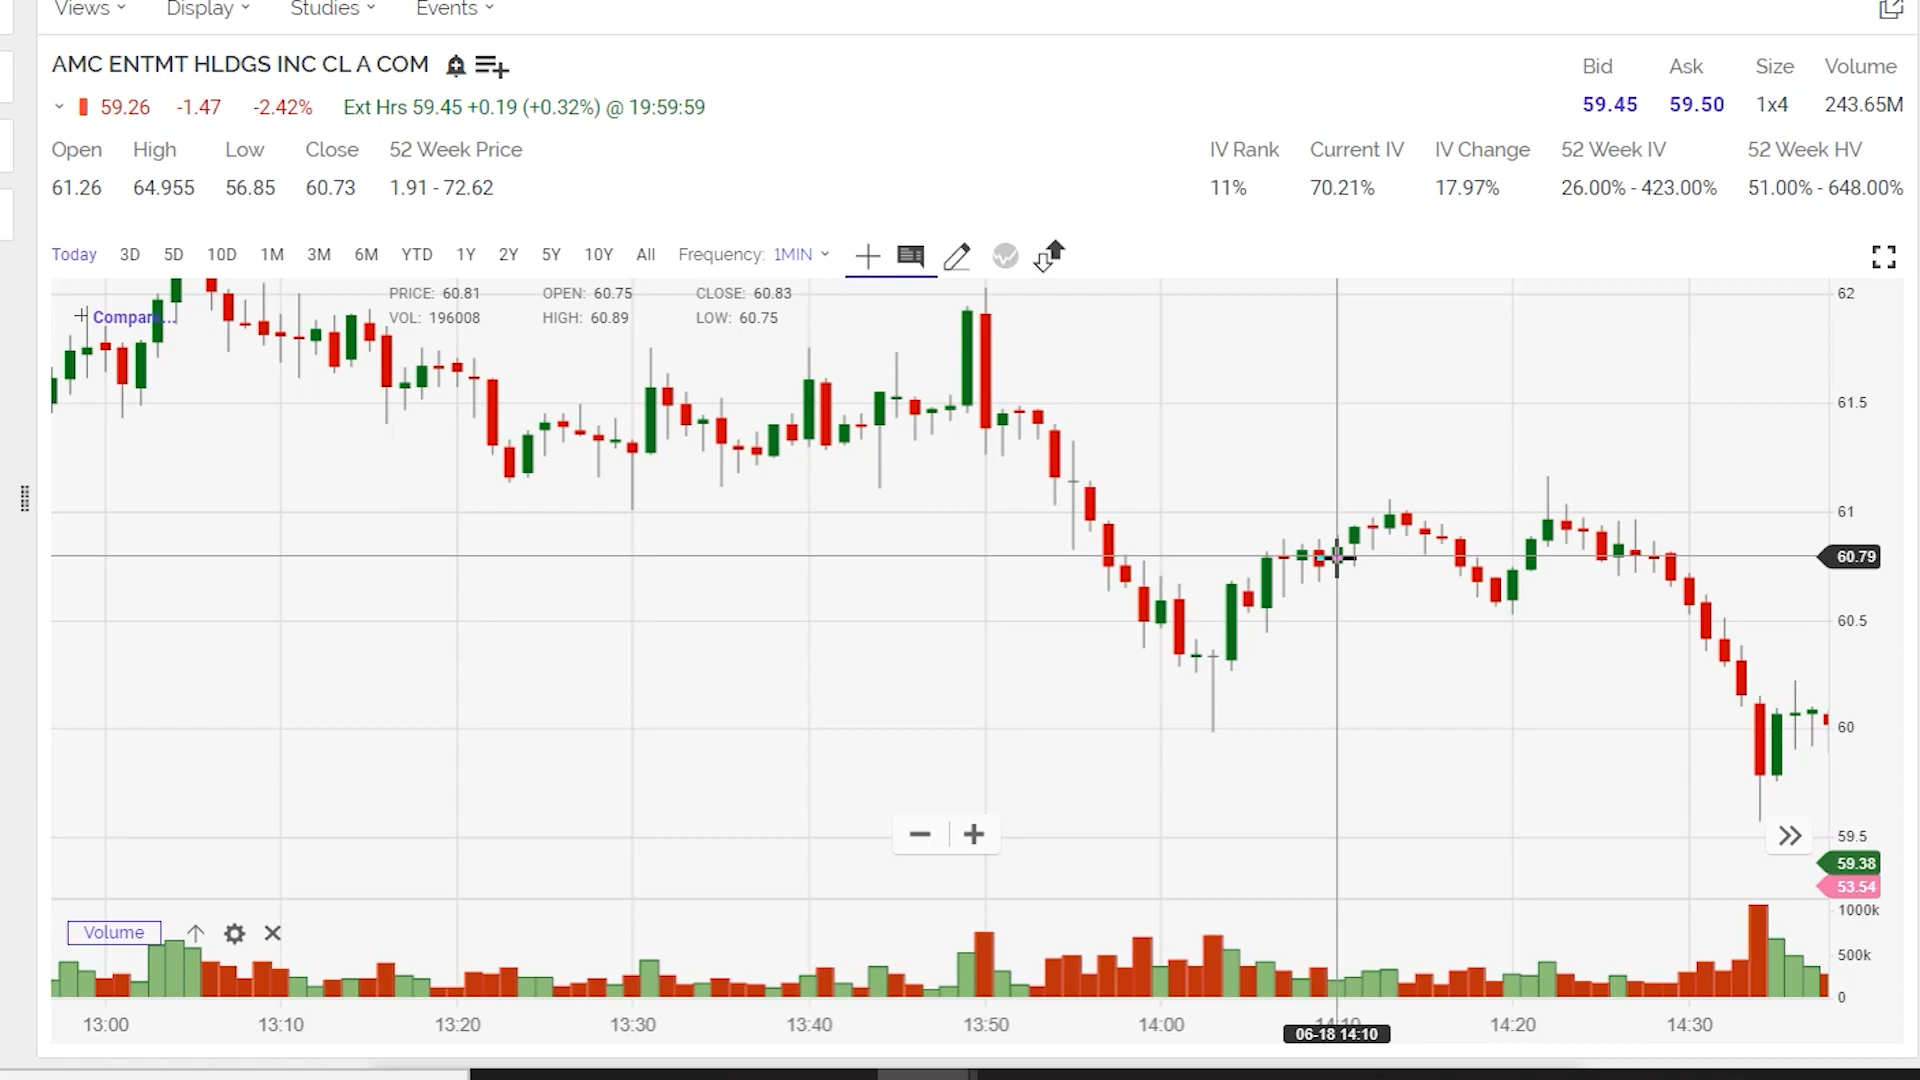 Views Display Studies Events
AMC ENTMT HLDGS INC CL A COM
Bid Ask Size Volume
59.26 -1.47 -2.42% Ext Hrs 59.45 +0.19 (+0.32%) @ 19:59:59
59.45 59.50 1x4 243.65M
Open High Low Close 52 Week Price
IV Rank Current IV IV Change 52 Week IV 52 Week HV
61.26 64.955 56.85 60.73 1.91 - 72.62
11% 70.21% 17.97% 26.00% - 423.00% 51.00% - 648.00%
Today 3D 5D 10D 1M 3M 6M YTD 1Y 2Y 5Y 10Y All Frequency: 1MIN
PRICE: 60.81 OPEN: 60.75 CLOSE: 60.83
VOL: 196008 HIGH: 60.89 LOW: 60.75
+ Compare...
62
61.5
61
60.79
60.5
60
59.5
59.38
53.54
Volume
1000k
500k
0
13:00 13:10 13:20 13:30 13:40 13:50 14:00 14:10 14:20 14:30
06-18 14:10